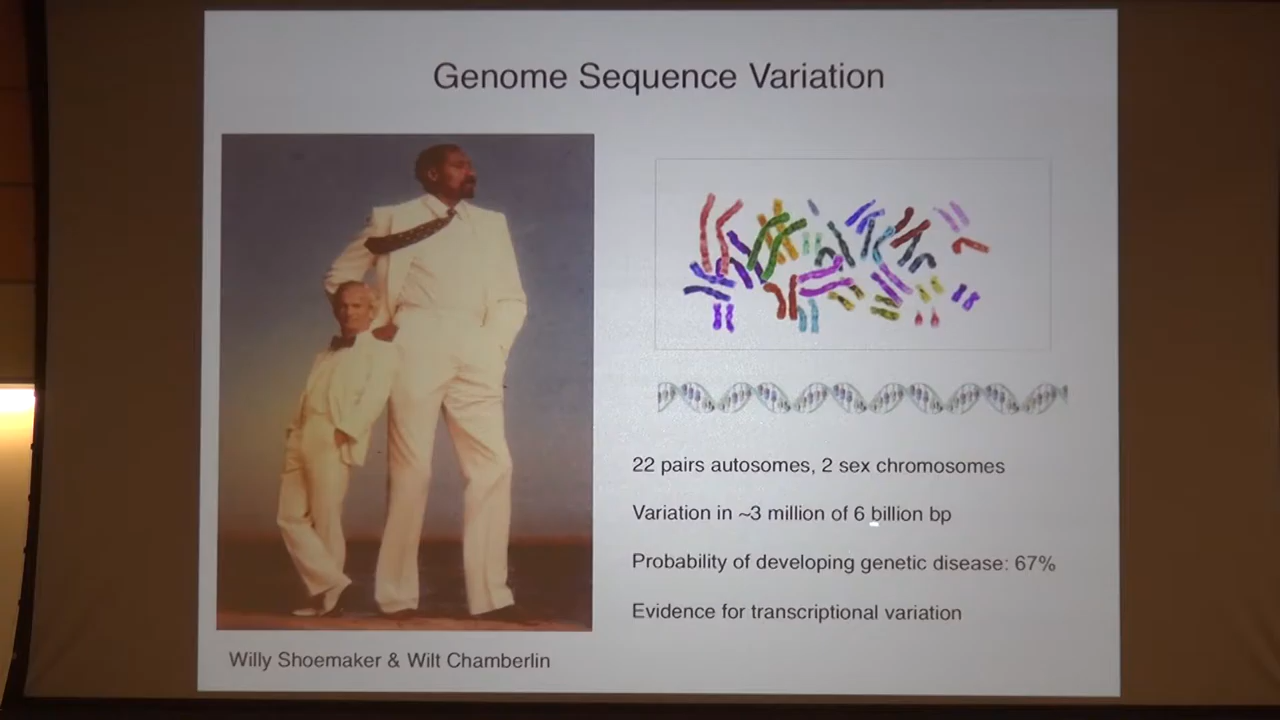 Genome Sequence Variation
22 pairs autosomes, 2 sex chromosomes
Variation in ~3 million of 6 billion bp
Probability of developing genetic disease: 67%
Evidence for transcriptional variation
Willy Shoemaker & Wilt Chamberlin